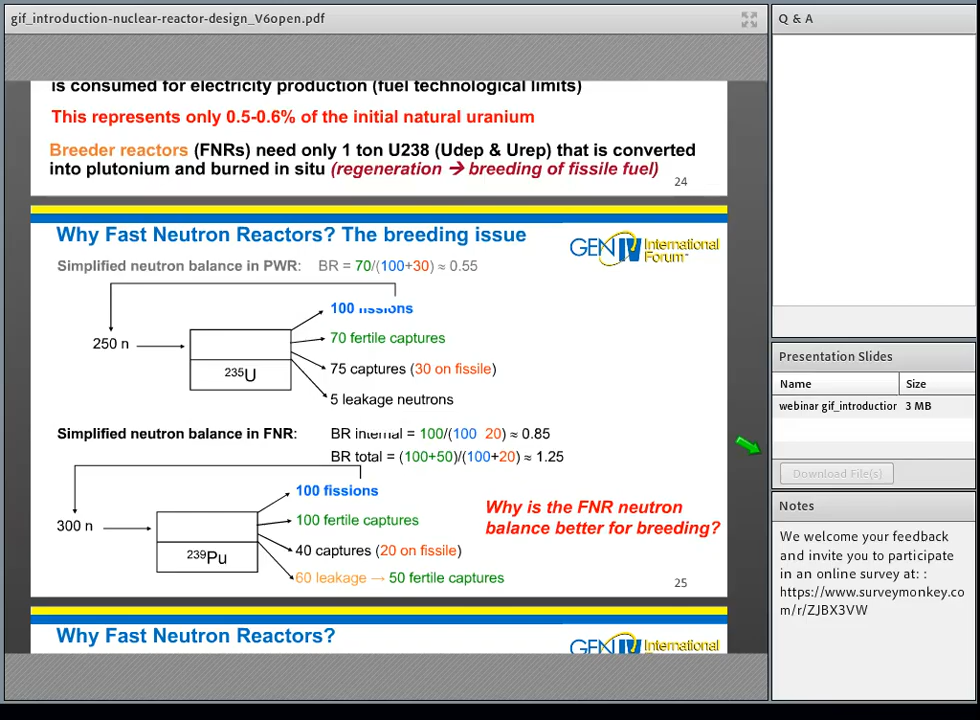 gif_introduction-nuclear-reactor-design_V6open.pdf
is consumed for electricity production (fuel technological limits)
This represents only 0.5-0.6% of the initial natural uranium
Breeder reactors (FNRs) need only 1 ton U238 (Udep & Urep) that is converted
into plutonium and burned in situ (regeneration → breeding of fissile fuel)
24
Why Fast Neutron Reactors? The breeding issue
GEN IV International
Forum™
Simplified neutron balance in PWR: BR = 70/(100+30) ≈ 0.55
100 fissions
250 n
70 fertile captures
75 captures (30 on fissile)
²³⁵U
5 leakage neutrons
Simplified neutron balance in FNR:
BR internal = 100/(100 20) ≈ 0.85
BR total = (100+50)/(100+20) ≈ 1.25
100 fissions
300 n
100 fertile captures
40 captures (20 on fissile)
²³⁹Pu
60 leakage → 50 fertile captures
Why is the FNR neutron
balance better for breeding?
25
Why Fast Neutron Reactors?
GEN IV International
Q & A
Presentation Slides
Name Size
webinar gif_introductior 3 MB
Download File(s)
Notes
We welcome your feedback
and invite you to participate
in an online survey at: :
https://www.surveymonkey.co
m/r/ZJBX3VW